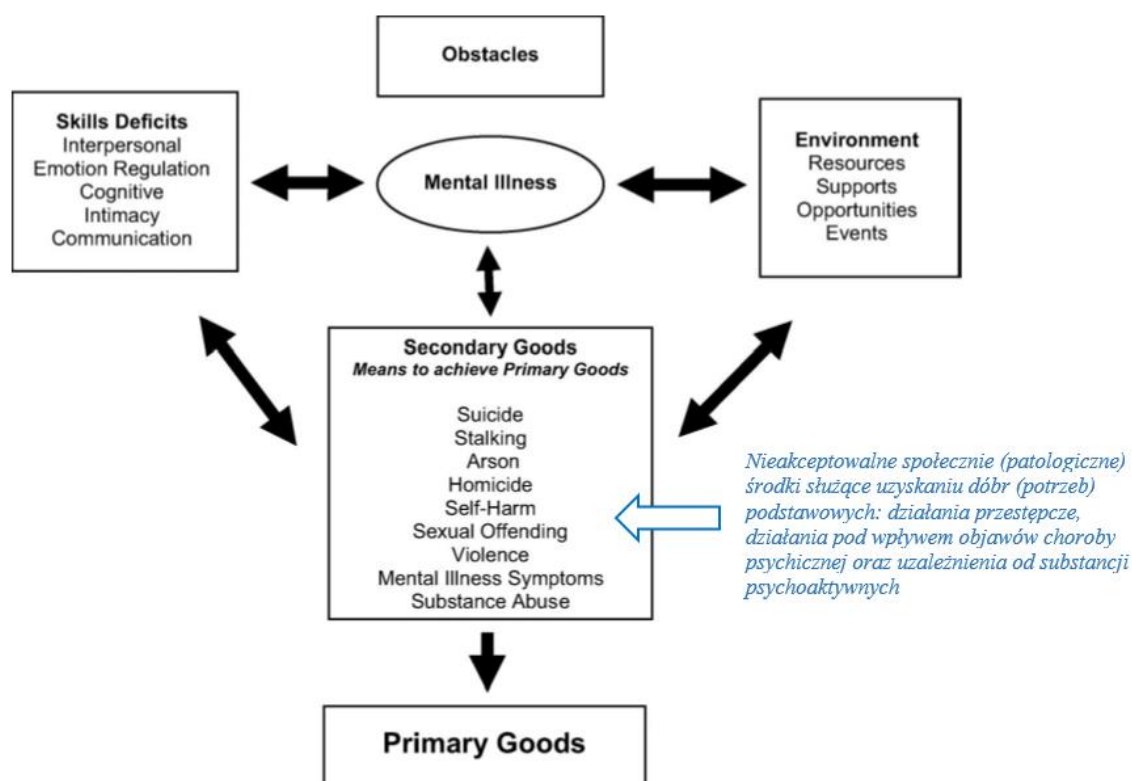 Obstacles
Skills Deficits
Interpersonal
Emotion Regulation
Cognitive
Intimacy
Communication
Mental Illness
Environment
Resources
Supports
Opportunities
Events
Secondary Goods
Means to achieve Primary Goods
Suicide
Stalking
Arson
Homicide
Self-Harm
Sexual Offending
Violence
Mental Illness Symptoms
Substance Abuse
Nieakceptowalne społecznie (patologiczne)
środki służące uzyskaniu dóbr (potrzeb)
podstawowych: działania przestępcze,
działania pod wpływem objawów choroby
psychicznej oraz uzależnienia od substancji
psychoaktywnych
Primary Goods